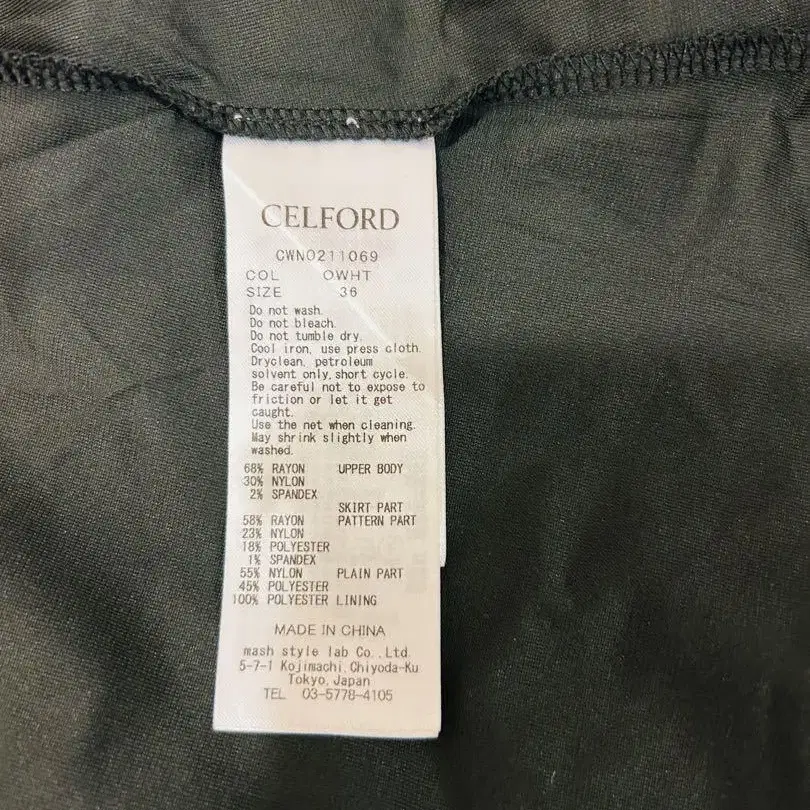 CELFORD
CWNO211069
COL OWHT
SIZE 36
Do not wash.
Do not bleach.
Do not tumble dry.
Cool iron, use press cloth.
Dryclean, petroleum
solvent only, short cycle.
Be careful not to expose to
friction or let it get
caught.
Use the net when cleaning.
May shrink slightly when
washed.
68% RAYON UPPER BODY
30% NYLON
2% SPANDEX
SKIRT PART
58% RAYON PATTERN PART
23% NYLON
18% POLYESTER
1% SPANDEX
55% NYLON PLAIN PART
45% POLYESTER
100% POLYESTER LINING
MADE IN CHINA
mash style lab Co., Ltd.
5-7-1 Kojimachi, Chiyoda-Ku
Tokyo, Japan
TEL 03-5778-4105